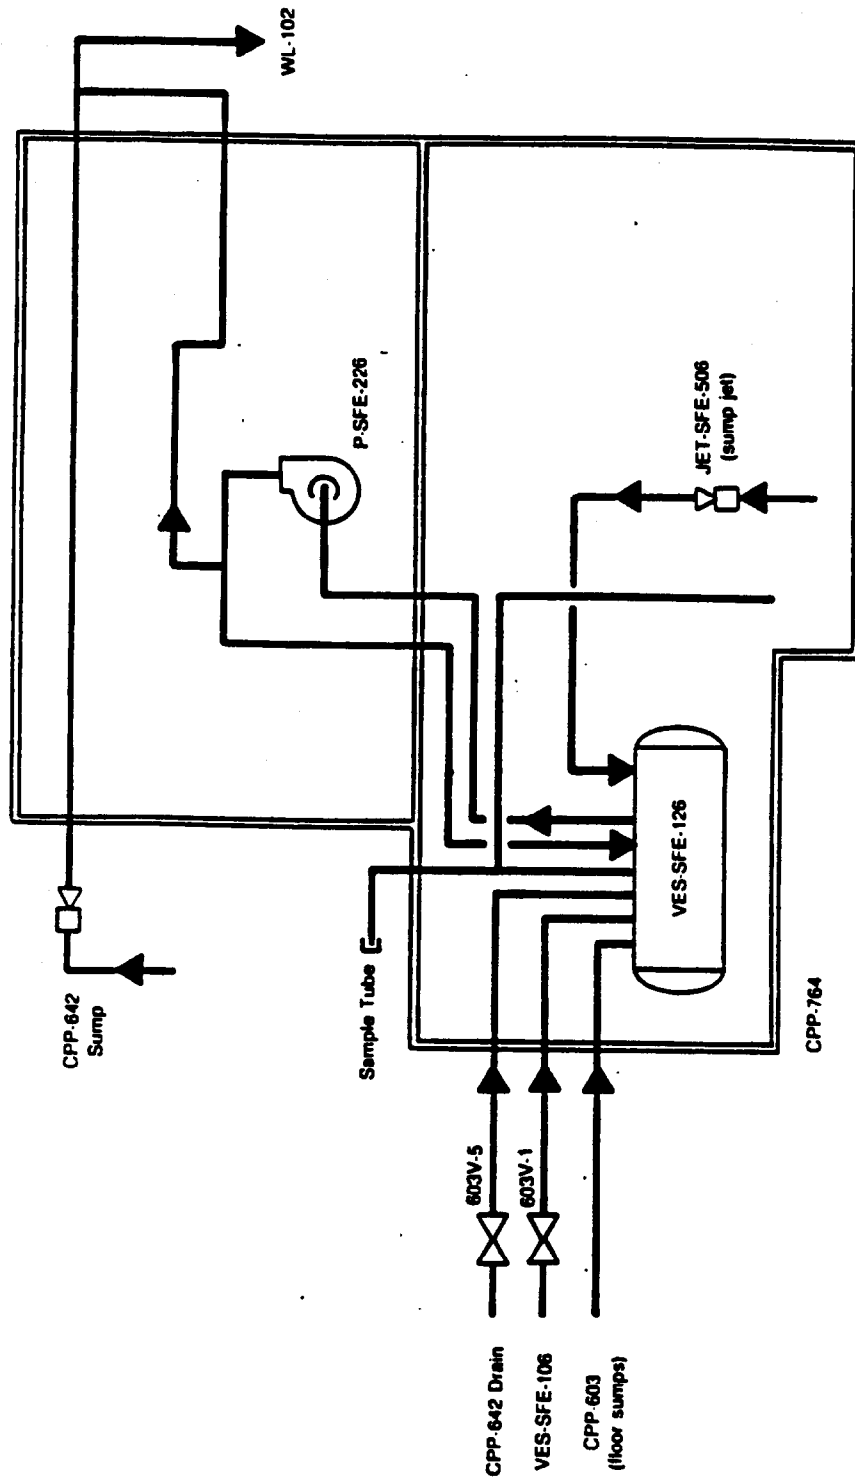 WL-102
P-SFE-226
JET-SFE-506
(sump jet)
CPP-642
Sump
Sample Tube
VES-SFE-126
CPP-764
603V-5
603V-1
CPP-642 Drain
VES-SFE-106
CPP-603
(floor sumps)